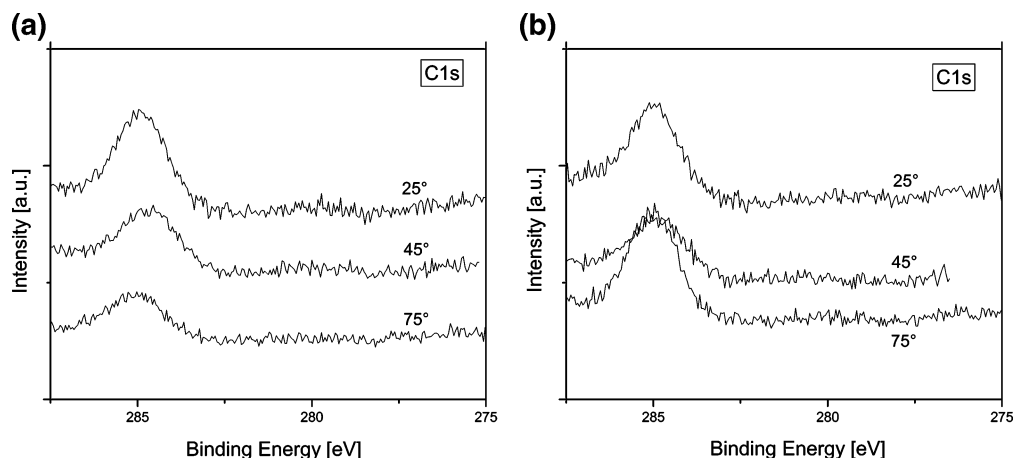 (a)
C1s
25°
45°
75°
Intensity [a.u.]
285
280
275
Binding Energy [eV]
(b)
C1s
25°
45°
75°
Intensity [a.u.]
285
280
275
Binding Energy [eV]